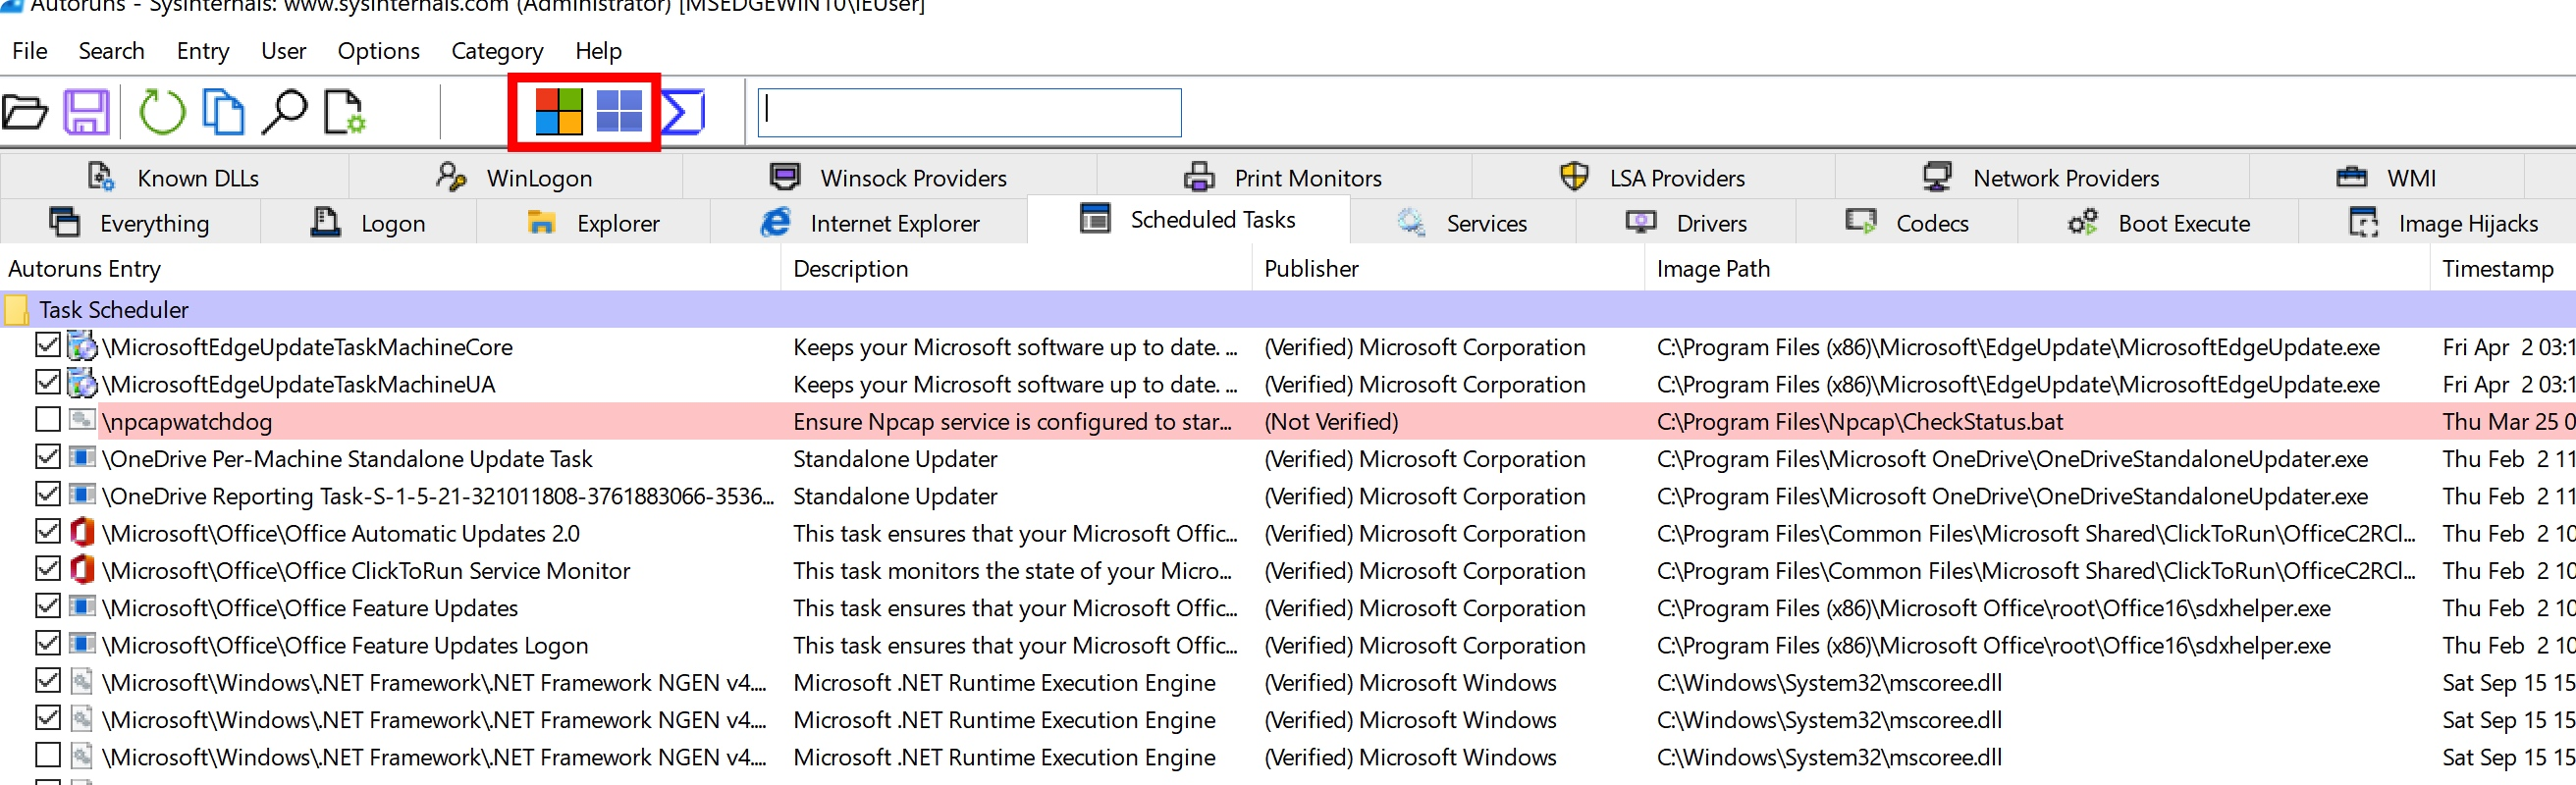 Autoruns - Sysinternals: www.sysinternals.com (Administrator) [MSEDGEWIN10\IEUser]
File Search Entry User Options Category Help
Known DLLs WinLogon Winsock Providers Print Monitors LSA Providers Network Providers WMI
Everything Logon Explorer Internet Explorer Scheduled Tasks Services Drivers Codecs Boot Execute Image Hijacks
Autoruns Entry Description Publisher Image Path Timestamp
Task Scheduler
\MicrosoftEdgeUpdateTaskMachineCore Keeps your Microsoft software up to date. ... (Verified) Microsoft Corporation C:\Program Files (x86)\Microsoft\EdgeUpdate\MicrosoftEdgeUpdate.exe Fri Apr 2 03:1
\MicrosoftEdgeUpdateTaskMachineUA Keeps your Microsoft software up to date. ... (Verified) Microsoft Corporation C:\Program Files (x86)\Microsoft\EdgeUpdate\MicrosoftEdgeUpdate.exe Fri Apr 2 03:1
\npcapwatchdog Ensure Npcap service is configured to star... (Not Verified) C:\Program Files\Npcap\CheckStatus.bat Thu Mar 25 0
\OneDrive Per-Machine Standalone Update Task Standalone Updater (Verified) Microsoft Corporation C:\Program Files\Microsoft OneDrive\OneDriveStandaloneUpdater.exe Thu Feb 2 11
\OneDrive Reporting Task-S-1-5-21-321011808-3761883066-3536... Standalone Updater (Verified) Microsoft Corporation C:\Program Files\Microsoft OneDrive\OneDriveStandaloneUpdater.exe Thu Feb 2 11
\Microsoft\Office\Office Automatic Updates 2.0 This task ensures that your Microsoft Offic... (Verified) Microsoft Corporation C:\Program Files\Common Files\Microsoft Shared\ClickToRun\OfficeC2RCl... Thu Feb 2 10
\Microsoft\Office\Office ClickToRun Service Monitor This task monitors the state of your Micro... (Verified) Microsoft Corporation C:\Program Files\Common Files\Microsoft Shared\ClickToRun\OfficeC2RCl... Thu Feb 2 10
\Microsoft\Office\Office Feature Updates This task ensures that your Microsoft Offic... (Verified) Microsoft Corporation C:\Program Files (x86)\Microsoft Office\root\Office16\sdxhelper.exe Thu Feb 2 10
\Microsoft\Office\Office Feature Updates Logon This task ensures that your Microsoft Offic... (Verified) Microsoft Corporation C:\Program Files (x86)\Microsoft Office\root\Office16\sdxhelper.exe Thu Feb 2 10
\Microsoft\Windows\.NET Framework\.NET Framework NGEN v4.... Microsoft .NET Runtime Execution Engine (Verified) Microsoft Windows C:\Windows\System32\mscoree.dll Sat Sep 15 15
\Microsoft\Windows\.NET Framework\.NET Framework NGEN v4.... Microsoft .NET Runtime Execution Engine (Verified) Microsoft Windows C:\Windows\System32\mscoree.dll Sat Sep 15 15
\Microsoft\Windows\.NET Framework\.NET Framework NGEN v4.... Microsoft .NET Runtime Execution Engine (Verified) Microsoft Windows C:\Windows\System32\mscoree.dll Sat Sep 15 15